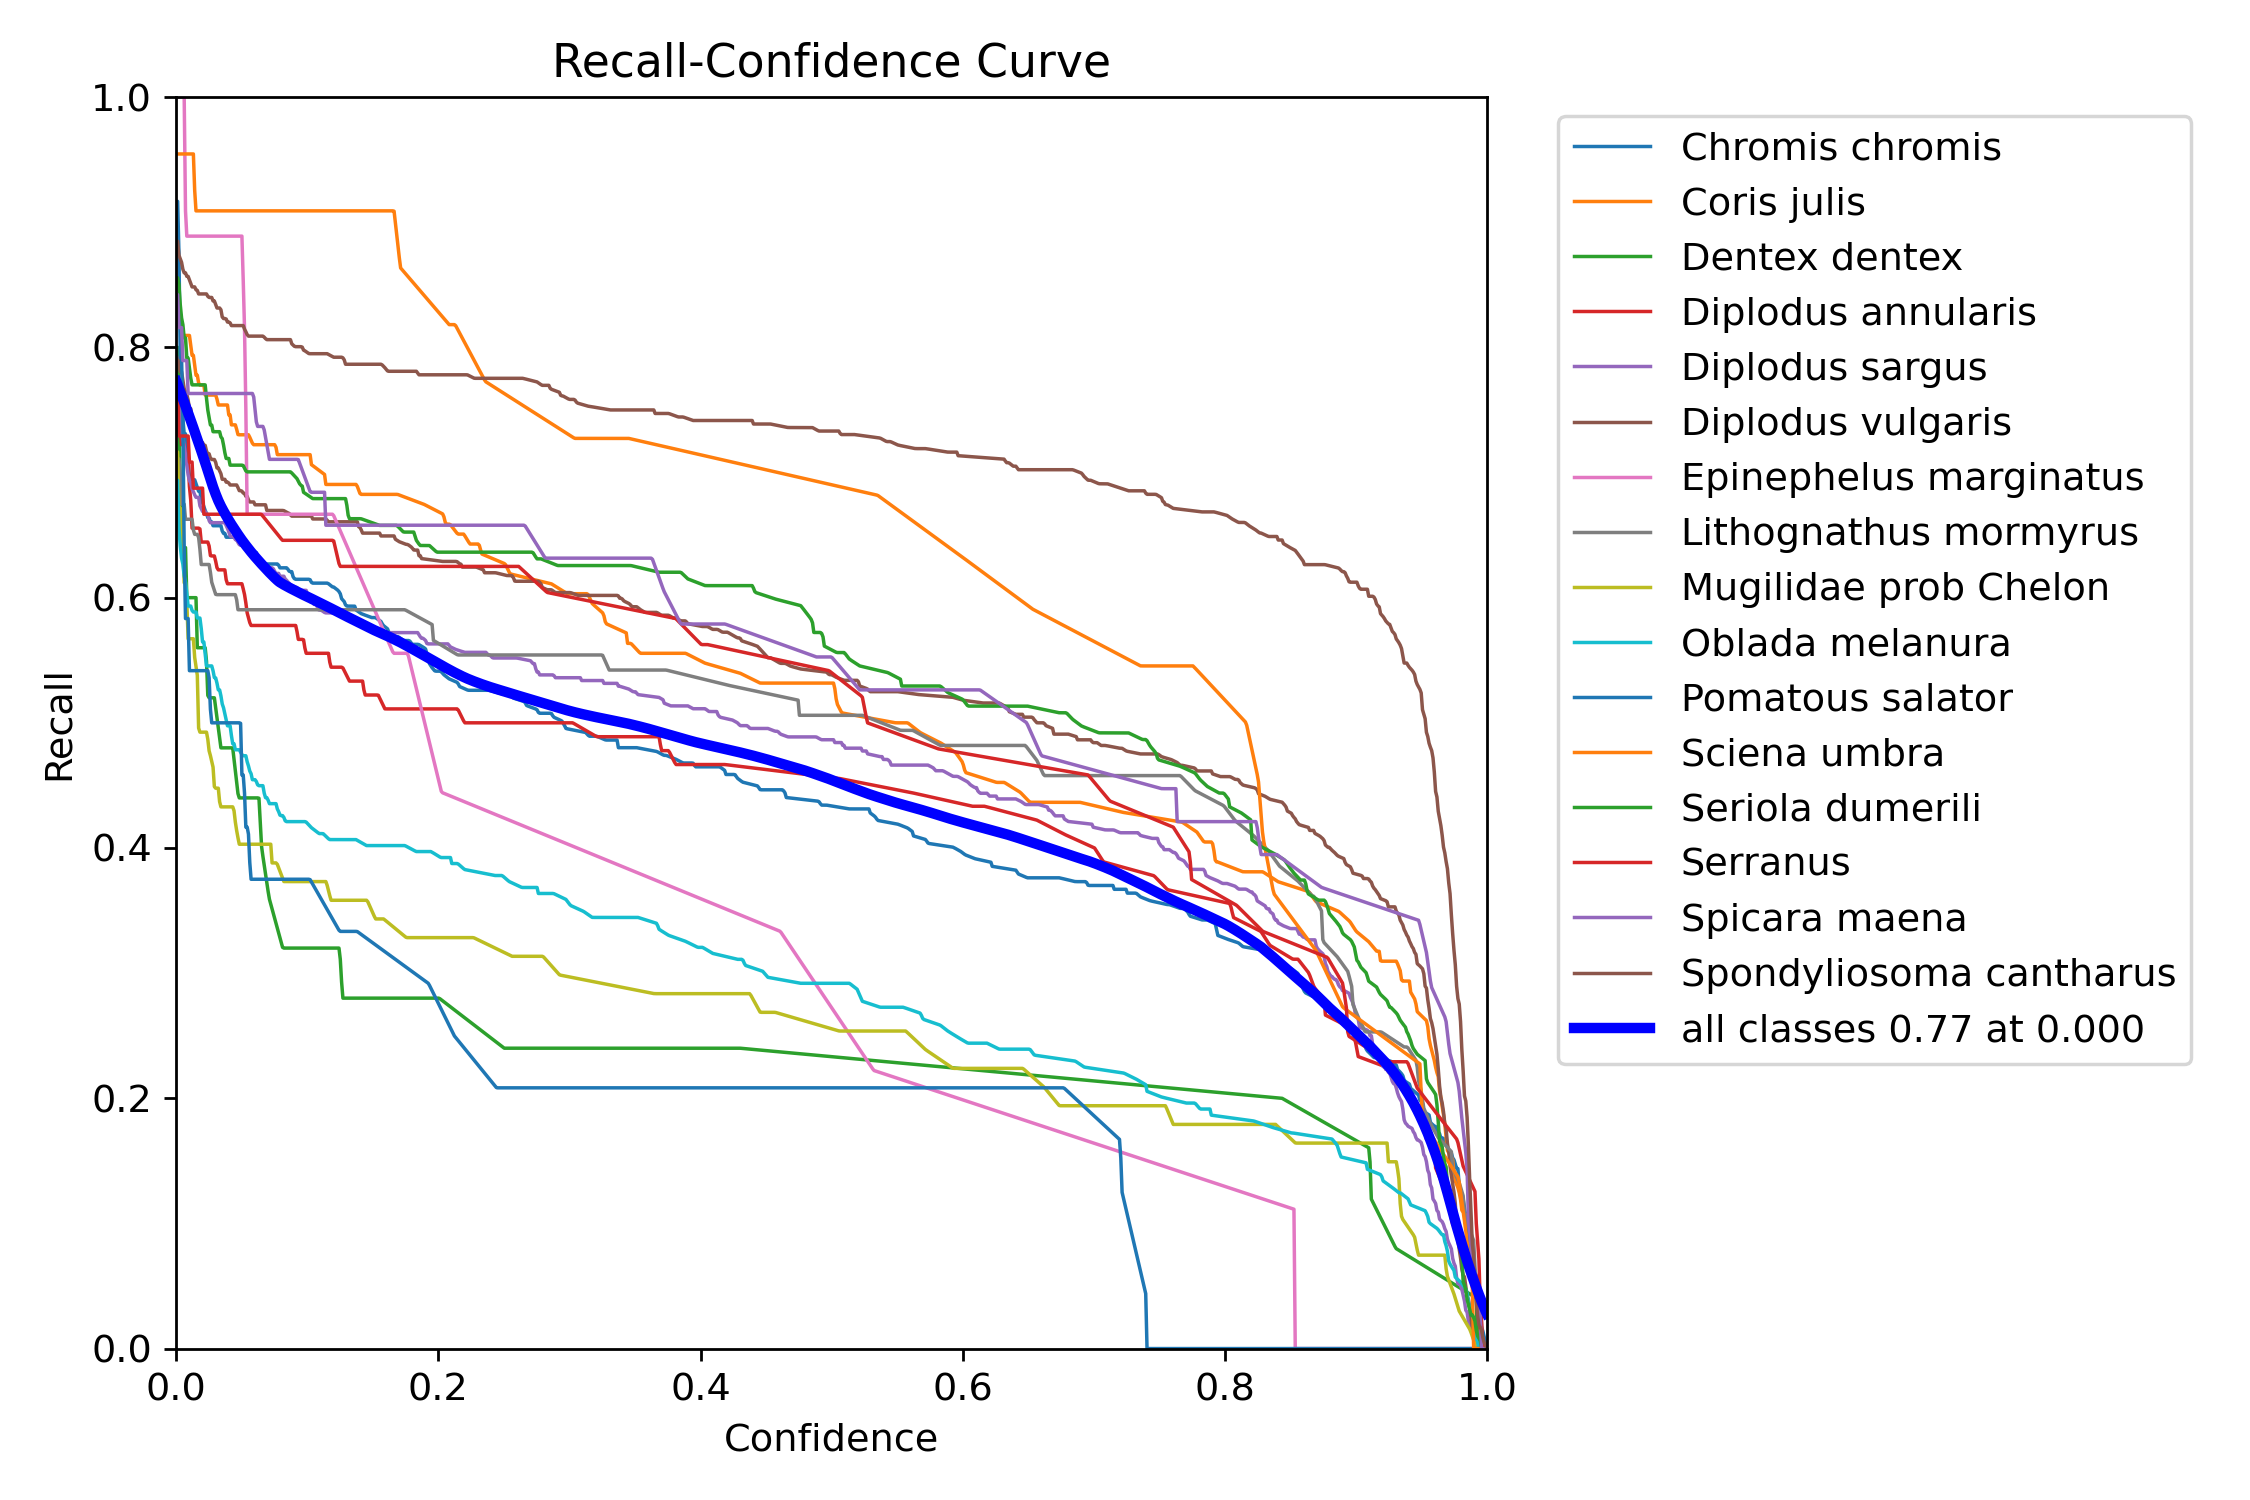 Recall-Confidence Curve
1.0
0.8
0.6
0.4
0.2
0.0
Recall
0.0 0.2 0.4 0.6 0.8 1.0
Confidence
Chromis chromis
Coris julis
Dentex dentex
Diplodus annularis
Diplodus sargus
Diplodus vulgaris
Epinephelus marginatus
Lithognathus mormyrus
Mugilidae prob Chelon
Oblada melanura
Pomatous salator
Sciena umbra
Seriola dumerili
Serranus
Spicara maena
Spondyliosoma cantharus
all classes 0.77 at 0.000